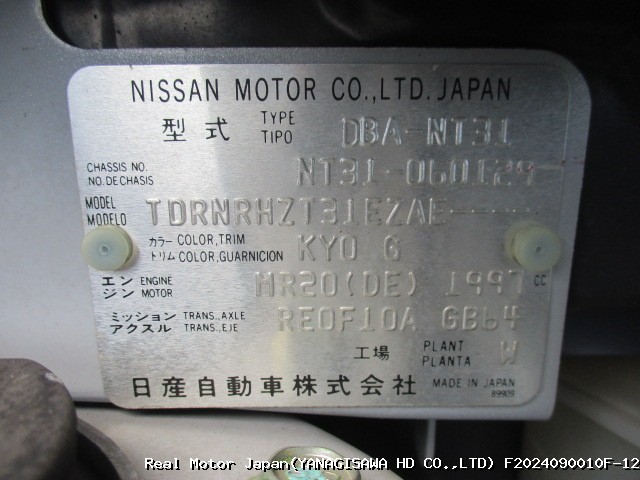 NISSAN MOTOR CO.,LTD. JAPAN
型式 TYPE TIPO DBA-NT31
CHASSIS NO. NO. DE CHASIS NT31-060129
MODEL MODELO TDRNRHZT31EZAE-----
カラー COLOR,TRIM トリム COLOR,GUARNICION KY0 G
エンジン ENGINE MOTOR MR20(DE) 1997 CC
ミッション TRANS.,AXLE アクスル TRANS.,EJE RE0F10A GB64
工場 PLANT PLANTA W
日産自動車株式会社 MADE IN JAPAN
89909
Real Motor Japan(YANAGISAWA HD CO.,LTD) F2024090010F-12